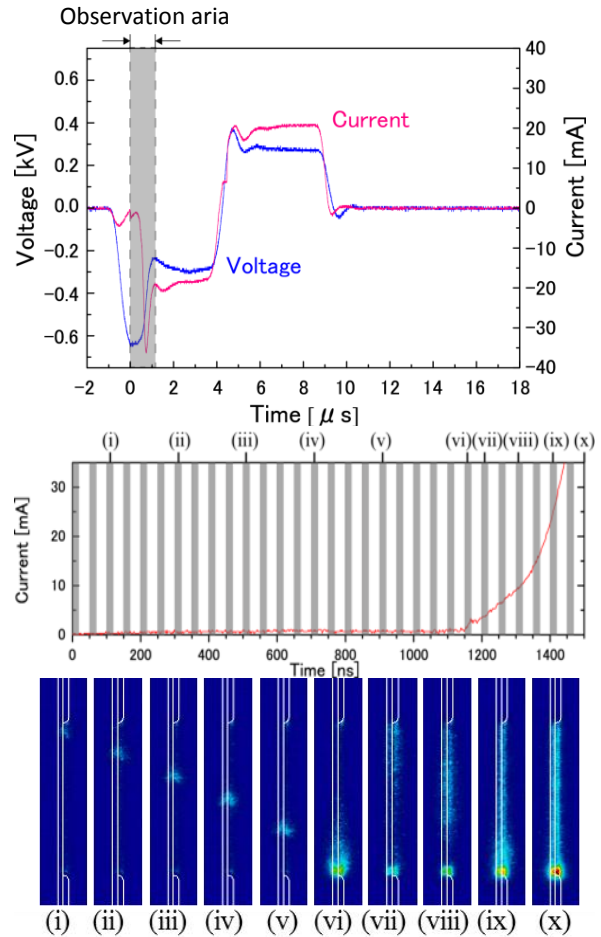 Observation aria
0.6
0.4
0.2
0.0
−0.2
−0.4
−0.6
Voltage [kV]
40
30
20
10
0
−10
−20
−30
−40
Current [mA]
Current
Voltage
−2 0 2 4 6 8 10 12 14 16 18
Time [ μ s]
(i) (ii) (iii) (iv) (v) (vi) (vii) (viii) (ix) (x)
30
20
10
0
Current [mA]
0 200 400 600 800 1000 1200 1400
Time [ns]
(i) (ii) (iii) (iv) (v) (vi) (vii) (viii) (ix) (x)